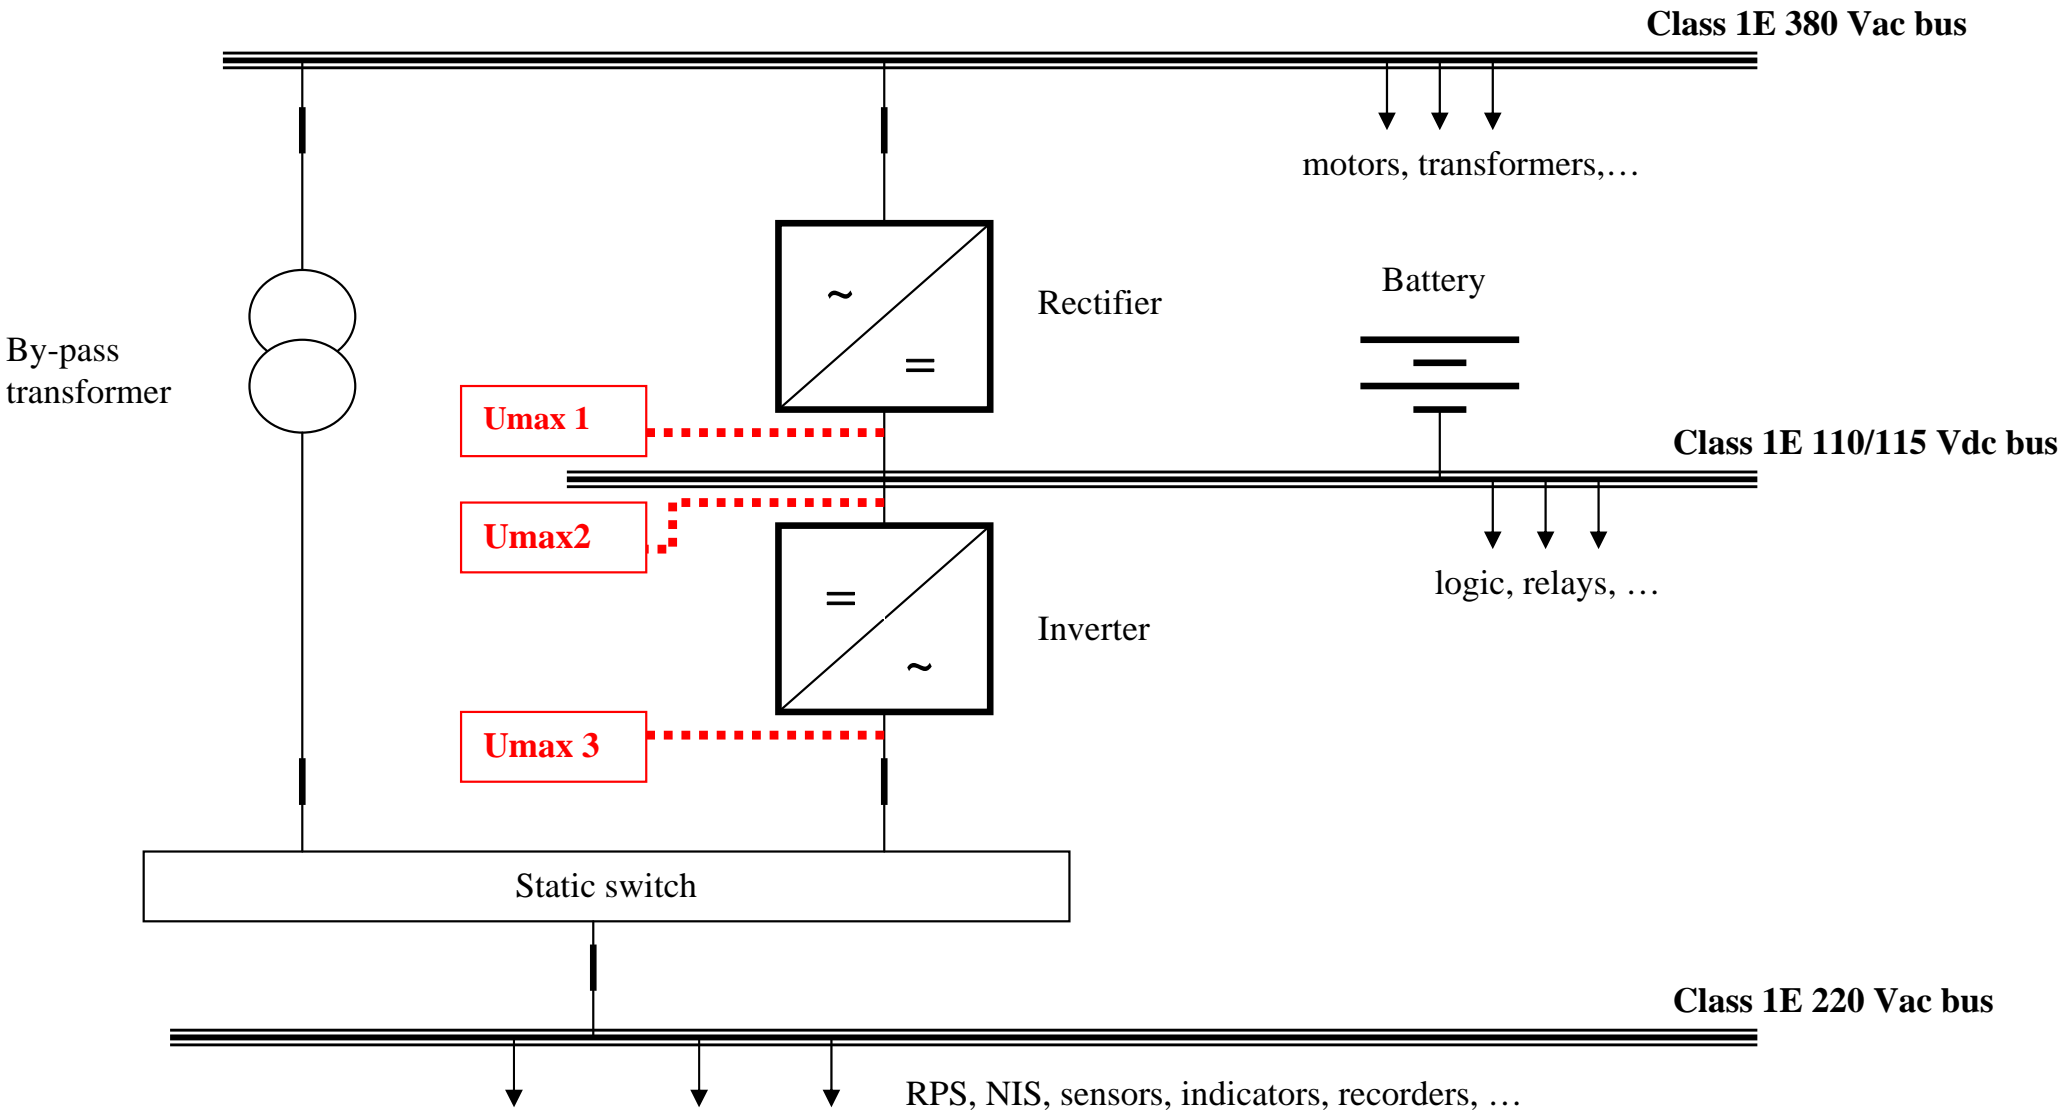 Class 1E 380 Vac bus
motors, transformers,…
Battery
Rectifier
~
=
By-pass
transformer
Umax 1
Class 1E 110/115 Vdc bus
Umax2
=
~
logic, relays, …
Inverter
Umax 3
Static switch
Class 1E 220 Vac bus
RPS, NIS, sensors, indicators, recorders, …